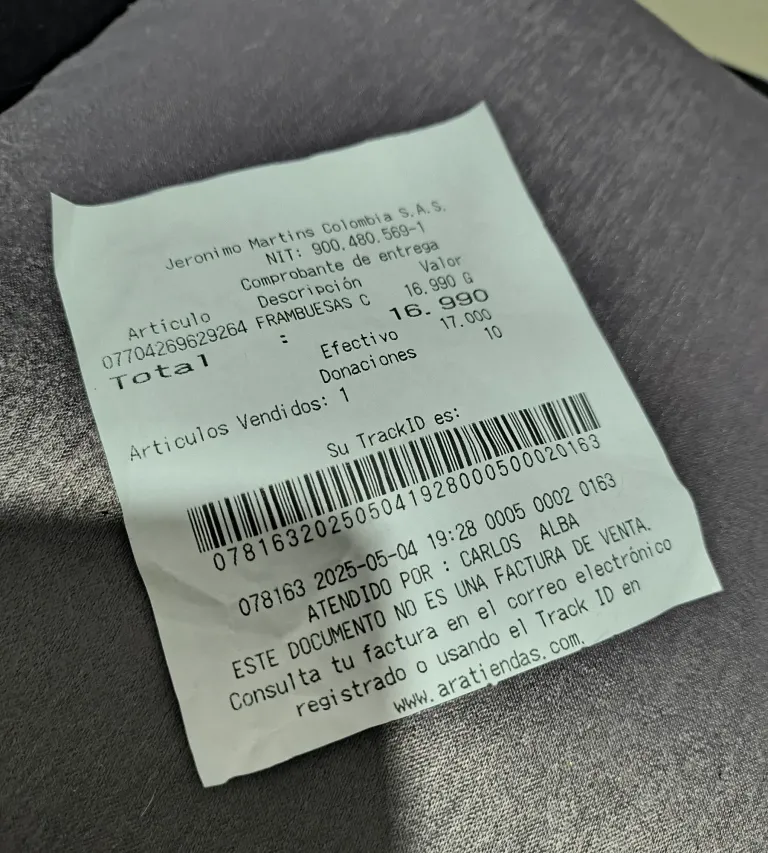 Jeronimo Martins Colombia S.A.S.
NIT: 900.480.569-1
Comprobante de entrega
Artículo Descripción Valor
07704269629264 FRAMBUESAS C 16.990 G
Total : 16.990
Efectivo 17.000
Donaciones 10
Articulos Vendidos: 1
Su TrackID es:
078163202505041928000500020163
078163 2025-05-04 19:28 0005 0002 0163
ATENDIDO POR : CARLOS ALBA
ESTE DOCUMENTO NO ES UNA FACTURA DE VENTA.
Consulta tu factura en el correo electrónico
registrado o usando el Track ID en
www.aratiendas.com.